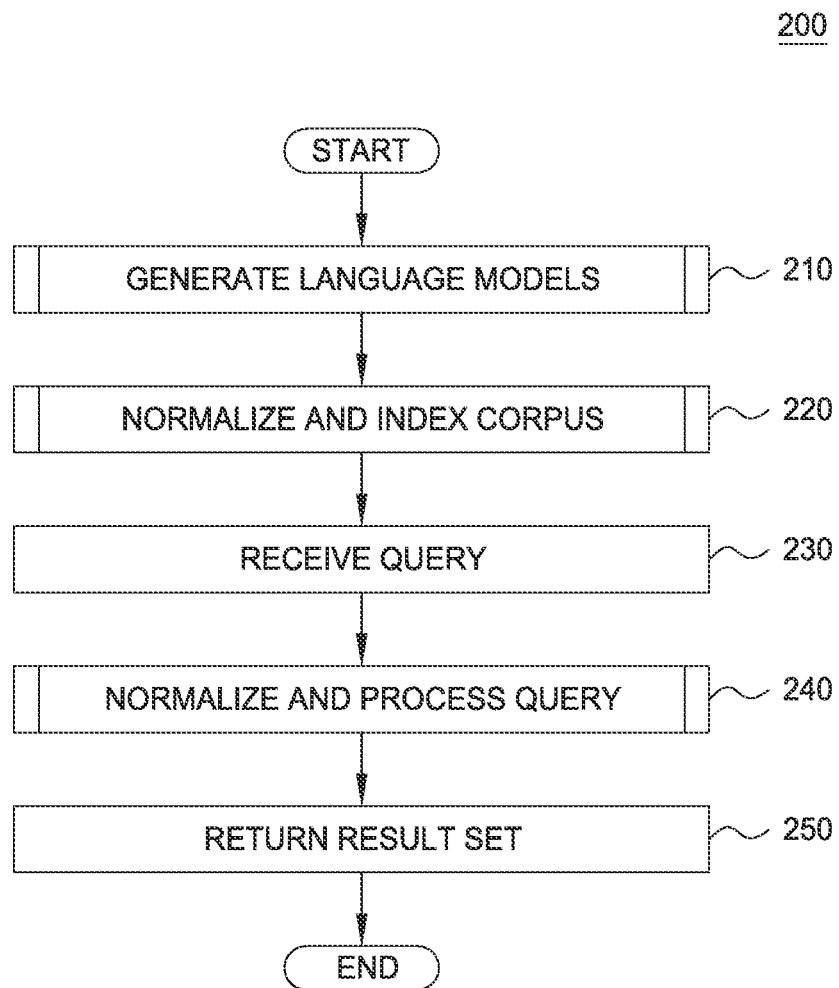 200
START
GENERATE LANGUAGE MODELS
210
NORMALIZE AND INDEX CORPUS
220
RECEIVE QUERY
230
NORMALIZE AND PROCESS QUERY
240
RETURN RESULT SET
250
END